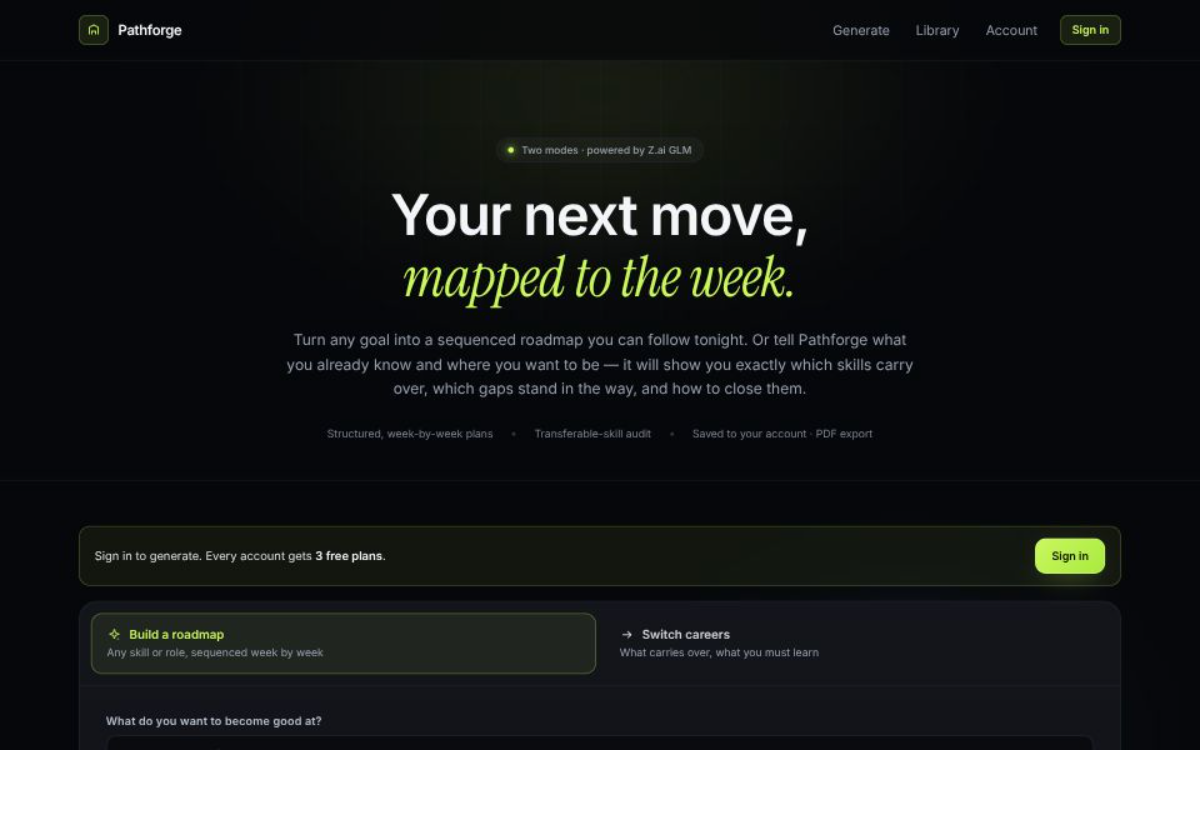 Pathforge
Generate
Library
Account
Sign in
Two modes · powered by Z.ai GLM
Your next move,
mapped to the week.
Turn any goal into a sequenced roadmap you can follow tonight. Or tell Pathforge what
you already know and where you want to be — it will show you exactly which skills carry
over, which gaps stand in the way, and how to close them.
Structured, week-by-week plans
Transferable-skill audit
Saved to your account · PDF export
Sign in to generate. Every account gets 3 free plans.
Sign in
Build a roadmap
Any skill or role, sequenced week by week
Switch careers
What carries over, what you must learn
What do you want to become good at?